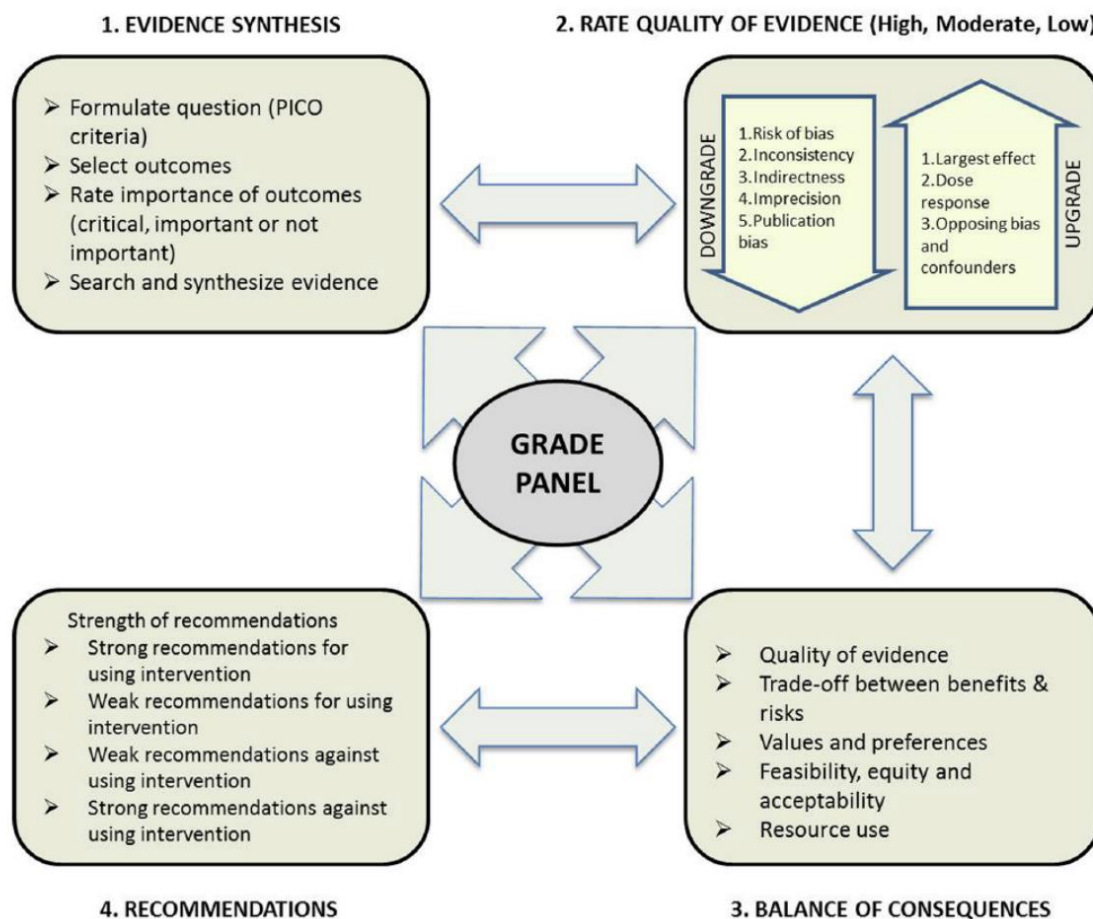 1. EVIDENCE SYNTHESIS
➢ Formulate question (PICO
criteria)
➢ Select outcomes
➢ Rate importance of outcomes
(critical, important or not
important)
➢ Search and synthesize evidence
2. RATE QUALITY OF EVIDENCE (High, Moderate, Low)
DOWNGRADE
1.Risk of bias
2.Inconsistency
3.Indirectness
4.Imprecision
5.Publication
bias
1.Largest effect
2.Dose
response
3.Opposing bias
and
confounders
UPGRADE
GRADE
PANEL
Strength of recommendations
➢ Strong recommendations for
using intervention
➢ Weak recommendations for using
intervention
➢ Weak recommendations against
using intervention
➢ Strong recommendations against
using intervention
4. RECOMMENDATIONS
➢ Quality of evidence
➢ Trade-off between benefits &
risks
➢ Values and preferences
➢ Feasibility, equity and
acceptability
➢ Resource use
3. BALANCE OF CONSEQUENCES